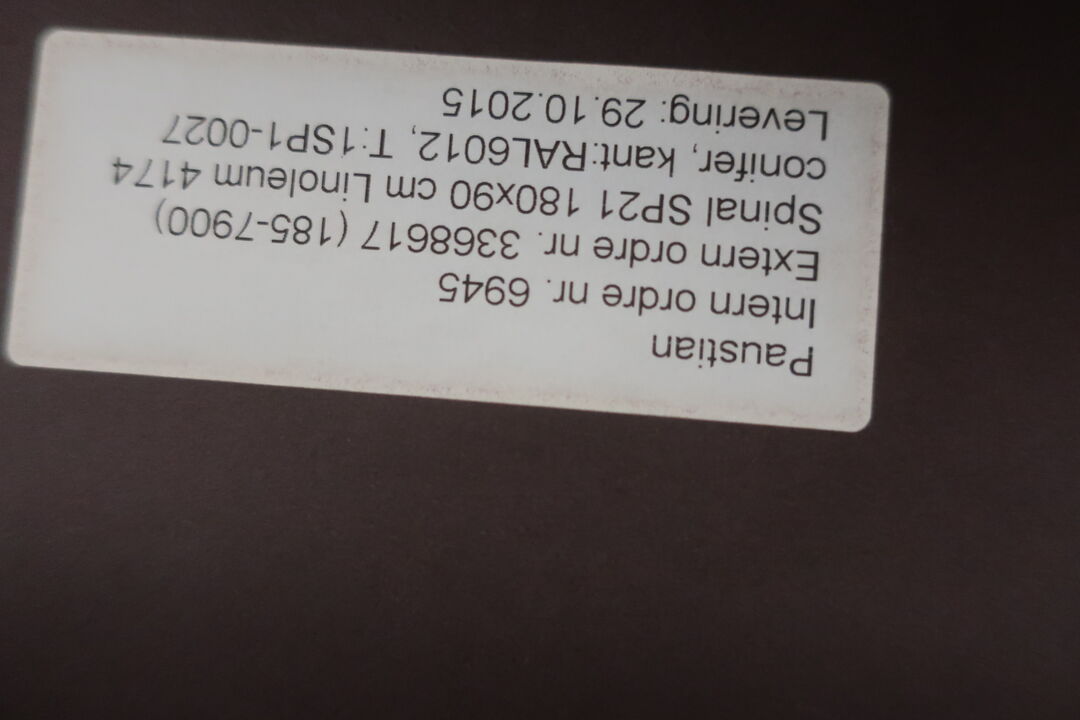 Paustian
Intern ordre nr. 6945
Extern ordre nr. 3368617 (185-7900)
Spinal SP21 180x90 cm Linoleum 4174
conifer, kant:RAL6012, T:1SP1-0027
Levering: 29.10.2015